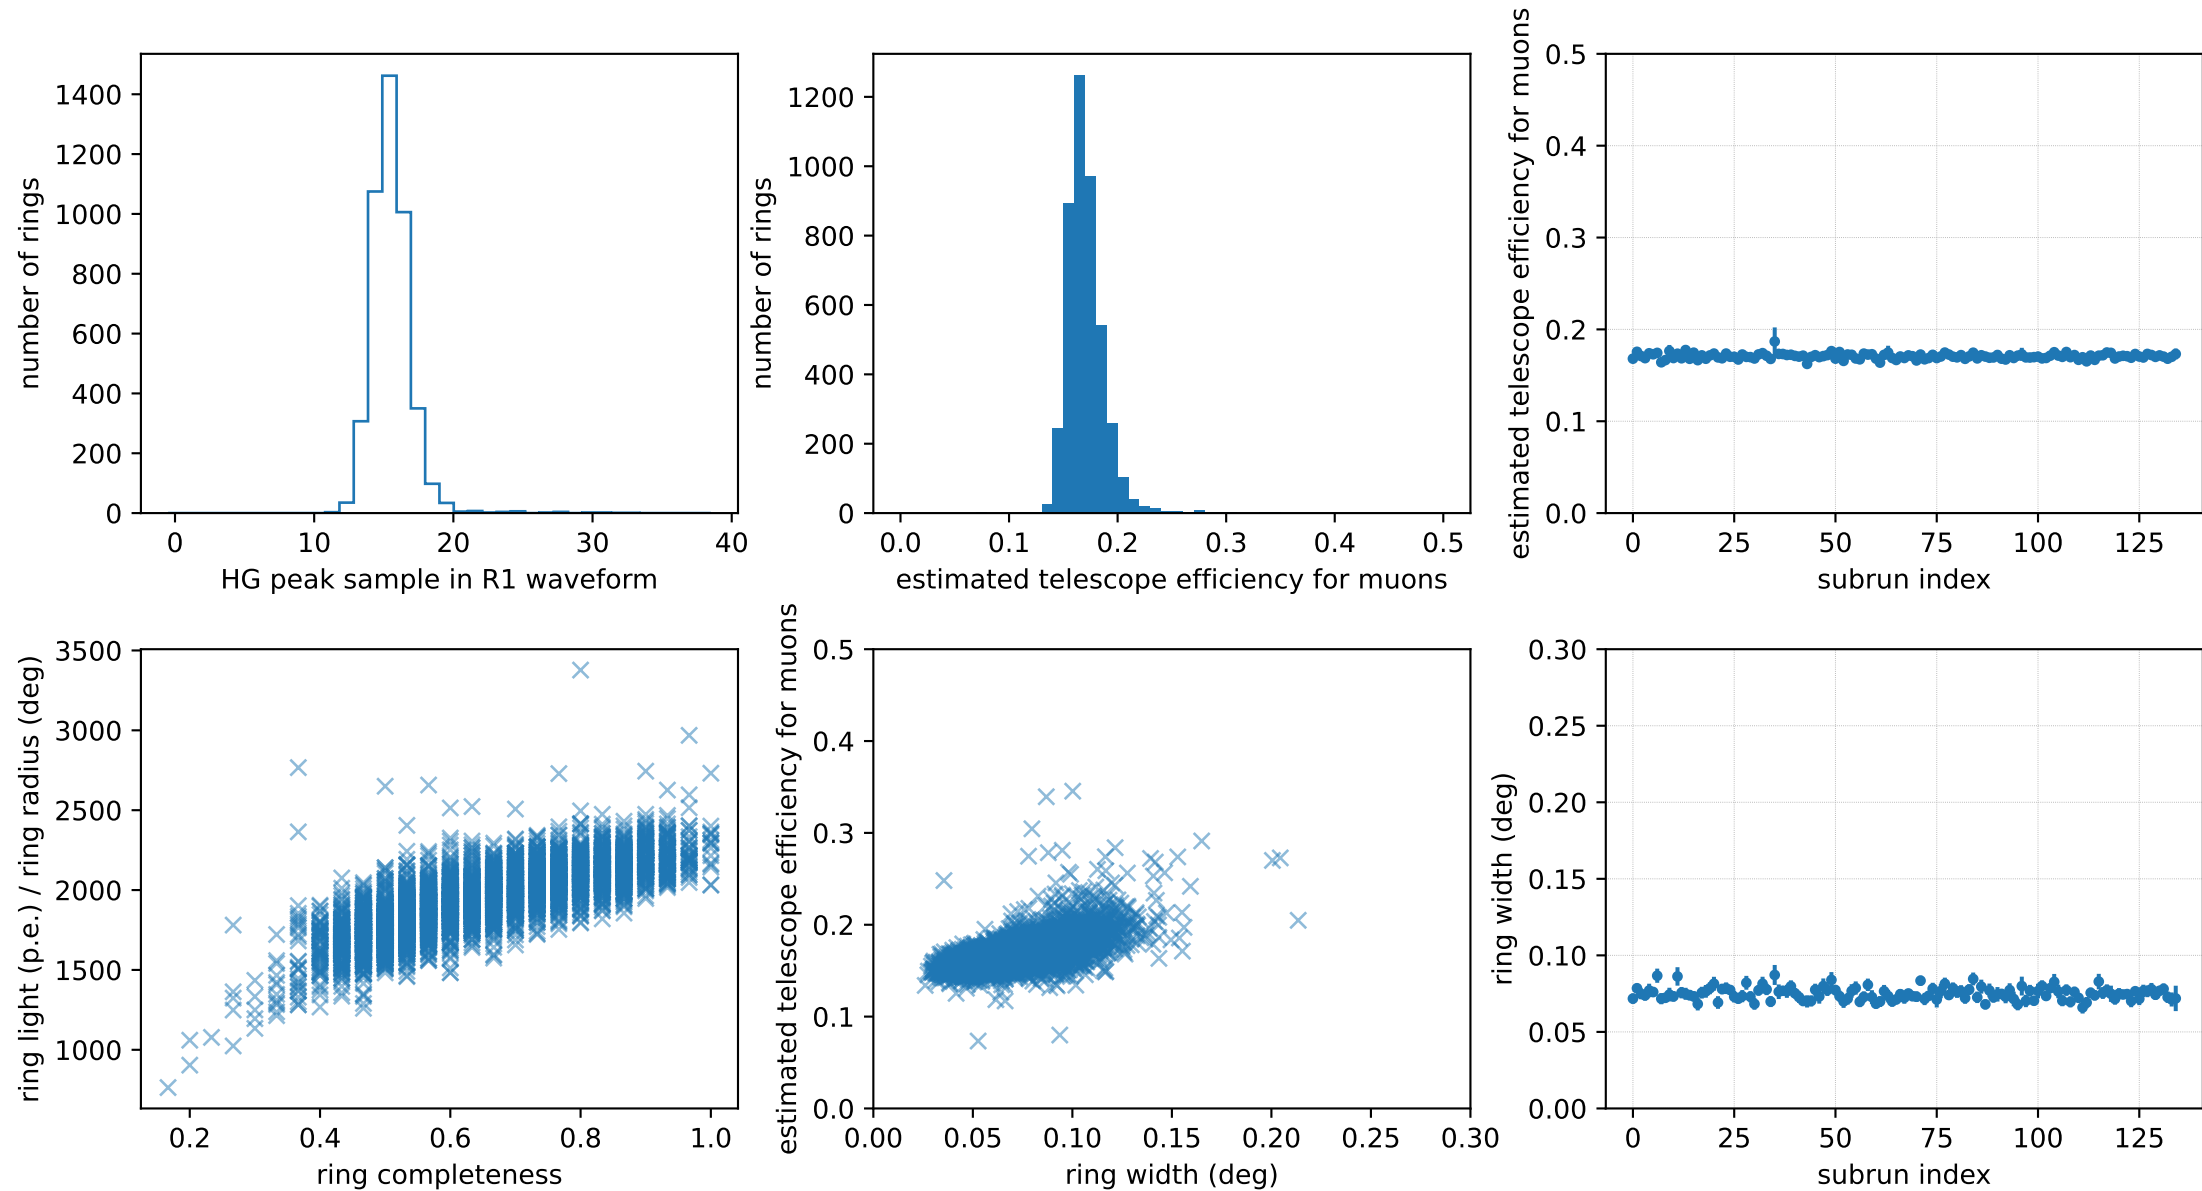 number of rings
1400
1200
1000
800
600
400
200
0
0 10 20 30 40
HG peak sample in R1 waveform
number of rings
1200
1000
800
600
400
200
0
0.0 0.1 0.2 0.3 0.4 0.5
estimated telescope efficiency for muons
estimated telescope efficiency for muons
0.5
0.4
0.3
0.2
0.1
0.0
0 25 50 75 100 125
subrun index
ring light (p.e.) / ring radius (deg)
3500
3000
2500
2000
1500
1000
0.2 0.4 0.6 0.8 1.0
ring completeness
estimated telescope efficiency for muons
0.5
0.4
0.3
0.2
0.1
0.0
0.00 0.05 0.10 0.15 0.20 0.25 0.30
ring width (deg)
ring width (deg)
0.30
0.25
0.20
0.15
0.10
0.05
0.00
0 25 50 75 100 125
subrun index